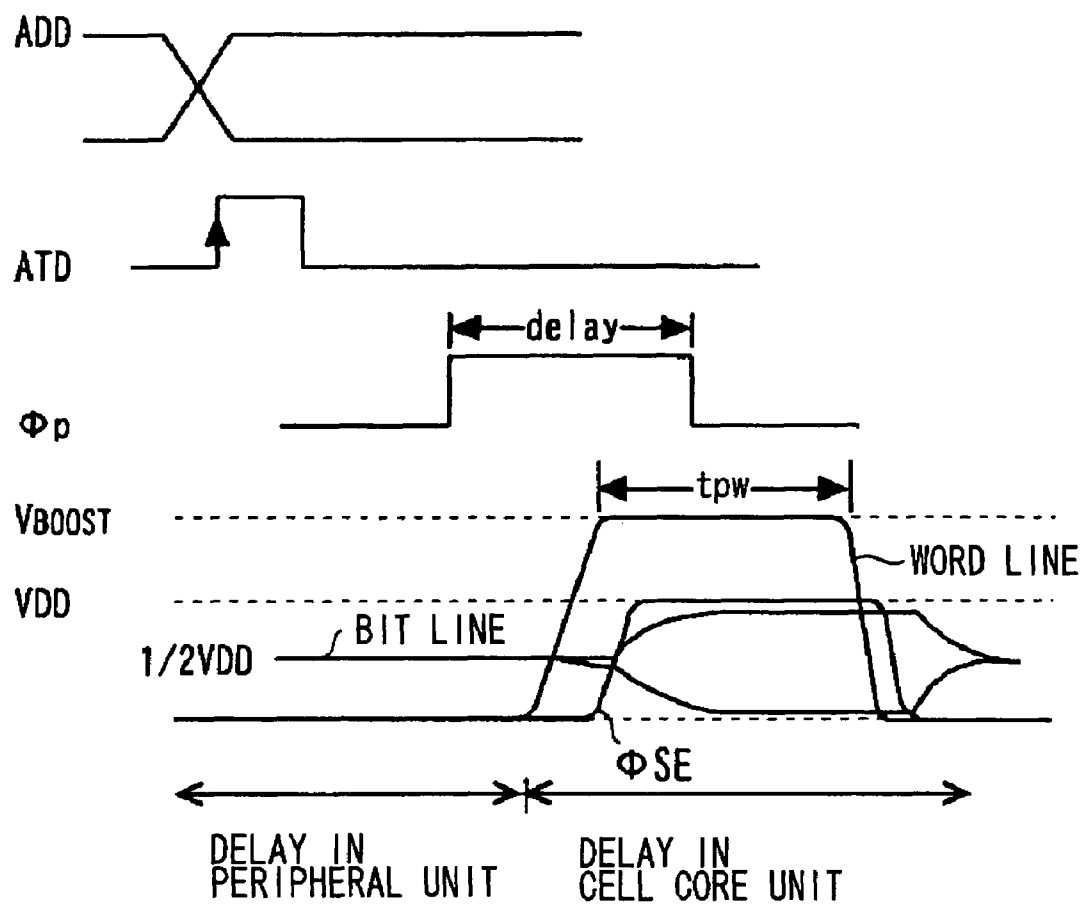 ADD
ATD
delay
Φp
tpw
VBOOST
WORD LINE
VDD
BIT LINE
1/2VDD
ΦSE
DELAY IN
PERIPHERAL UNIT
DELAY IN
CELL CORE UNIT